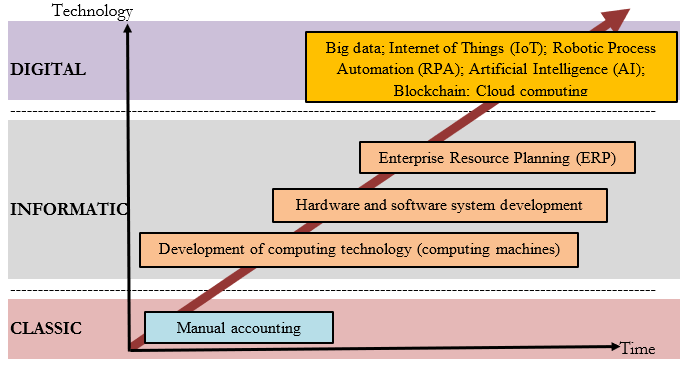 Technology
DIGITAL
Big data; Internet of Things (IoT); Robotic Process
Automation (RPA); Artificial Intelligence (AI);
Blockchain; Cloud computing
Enterprise Resource Planning (ERP)
INFORMATIC
Hardware and software system development
Development of computing technology (computing machines)
CLASSIC
Manual accounting
Time